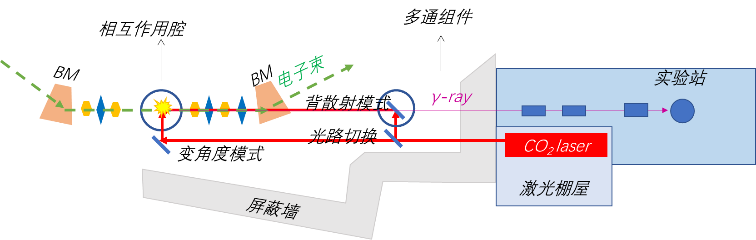 多通组件
相互作用腔
BM
BM
电子束
实验站
背散射模式
γ-ray
光路切换
变角度模式
CO2 laser
激光棚屋
屏蔽墙